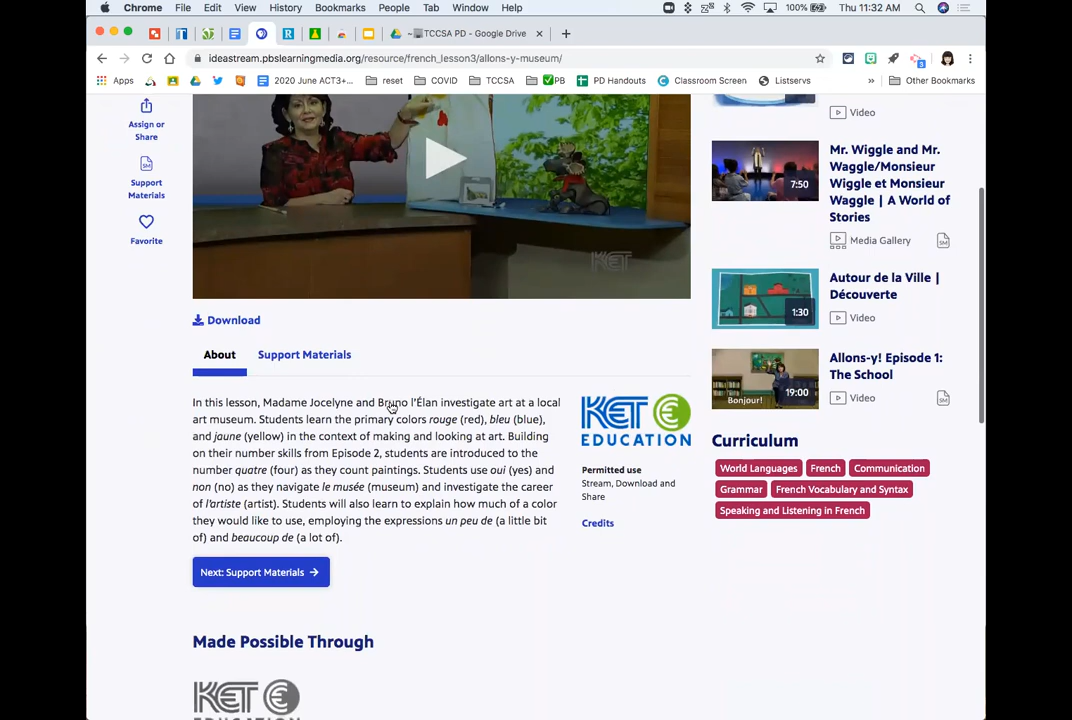 Chrome File Edit View History Bookmarks People Tab Window Help 100% Thu 11:32 AM
TCCSA PD - Google Drive
ideastream.pbslearningmedia.org/resource/french_lesson3/allons-y-museum/
Apps 2020 June ACT3+... reset COVID TCCSA PB PD Handouts Classroom Screen Listservs » Other Bookmarks
Assign or
Share
Support
Materials
Favorite
KET
Download
About Support Materials
In this lesson, Madame Jocelyne and Bruno l'Élan investigate art at a local
art museum. Students learn the primary colors rouge (red), bleu (blue),
and jaune (yellow) in the context of making and looking at art. Building
on their number skills from Episode 2, students are introduced to the
number quatre (four) as they count paintings. Students use oui (yes) and
non (no) as they navigate le musée (museum) and investigate the career
of l'artiste (artist). Students will also learn to explain how much of a color
they would like to use, employing the expressions un peu de (a little bit
of) and beaucoup de (a lot of).
KET
EDUCATION
Permitted use
Stream, Download and
Share
Credits
Next: Support Materials →
Made Possible Through
KET
EDUCATION
Video
7:50
Mr. Wiggle and Mr.
Waggle/Monsieur
Wiggle et Monsieur
Waggle | A World of
Stories
Media Gallery
1:30
Autour de la Ville |
Découverte
Video
Bonjour!
19:00
Allons-y! Episode 1:
The School
Video
Curriculum
World Languages French Communication
Grammar French Vocabulary and Syntax
Speaking and Listening in French